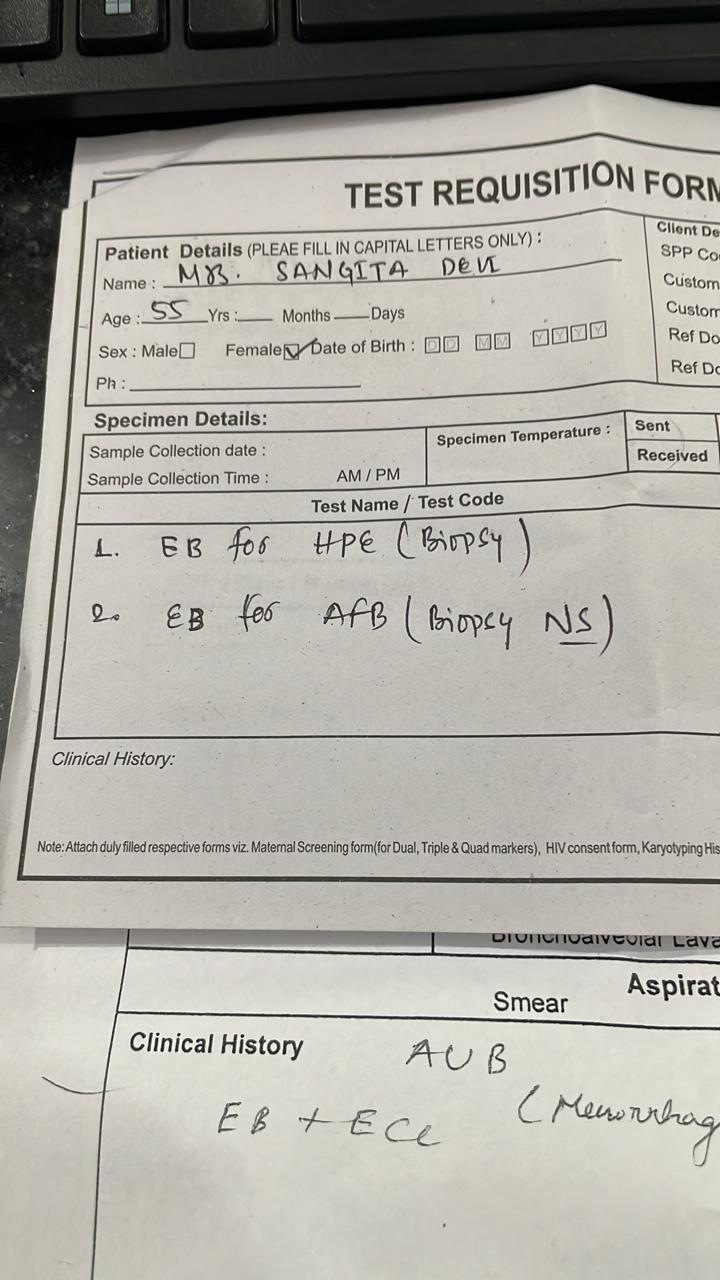 TEST REQUISITION FORM
Patient Details (PLEAE FILL IN CAPITAL LETTERS ONLY) :
Name : MRS. SANGITA DEVI
Age : 55 Yrs : Months Days
Sex : Male Female Date of Birth : D D M M Y Y Y Y
Ph :
Client De
SPP Co
Custom
Custom
Ref Do
Ref Do
Specimen Details:
Sample Collection date :
Sample Collection Time : AM / PM
Specimen Temperature :
Sent
Received
Test Name / Test Code
1. EB for HPE (Biopsy)
2. EB for AFB (Biopsy NS)
Clinical History:
Note: Attach duly filled respective forms viz. Maternal Screening form(for Dual, Triple & Quad markers), HIV consent form, Karyotyping His
Bronchoalveolar Lava
Aspirat
Smear
Clinical History AUB
(Menorrhag
EB + ECC